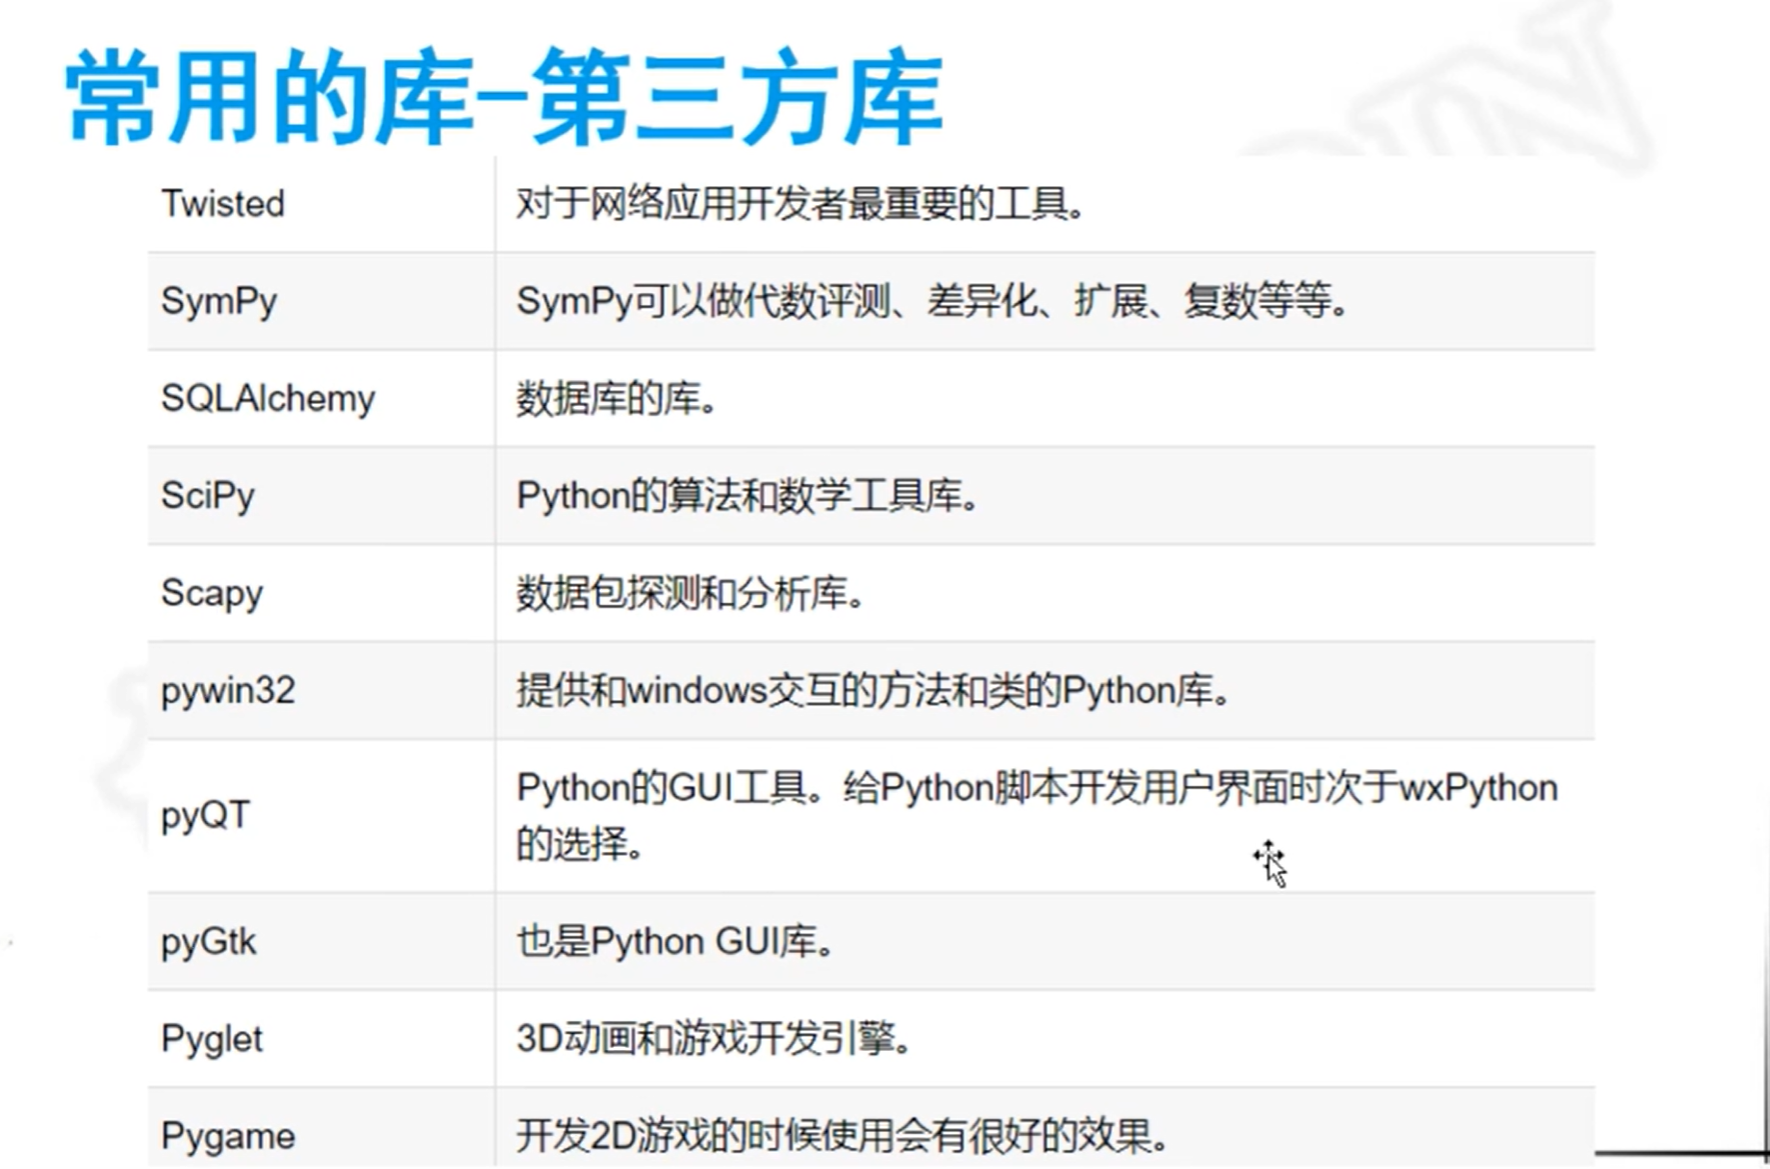 常用的库-第三方库
Twisted 对于网络应用开发者最重要的工具。
SymPy SymPy可以做代数评测、差异化、扩展、复数等等。
SQLAlchemy 数据库的库。
SciPy Python的算法和数学工具库。
Scapy 数据包探测和分析库。
pywin32 提供和windows交互的方法和类的Python库。
pyQT Python的GUI工具。给Python脚本开发用户界面时次于wxPython
的选择。
pyGtk 也是Python GUI库。
Pyglet 3D动画和游戏开发引擎。
Pygame 开发2D游戏的时候使用会有很好的效果。